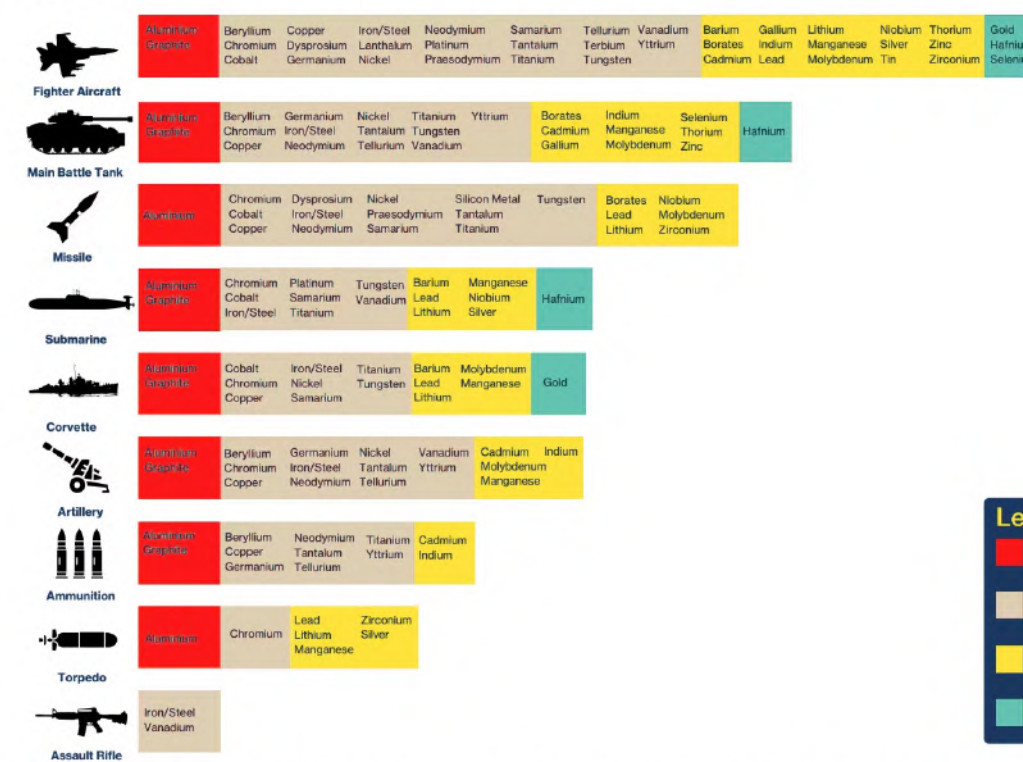 Aluminium Beryllium Copper Iron/Steel Neodymium Samarium Tellurium Vanadium Barium Gallium Lithium Niobium Thorium Gold
Graphite Chromium Dysprosium Lanthalum Platinum Tantalum Terbium Yttrium Borates Indium Manganese Silver Zinc
Cobalt Germanium Nickel Praesodymium Titanium Tungsten Cadmium Lead Molybdenum Tin Zirconium
Fighter Aircraft
Aluminium Beryllium Germanium Nickel Titanium Yttrium Borates Indium Selenium
Graphite Chromium Iron/Steel Tantalum Tungsten Cadmium Manganese Thorium Hafnium
Copper Neodymium Tellurium Vanadium Gallium Molybdenum Zinc
Main Battle Tank
Chromium Dysprosium Nickel Silicon Metal Tungsten Borates Niobium
Aluminium Cobalt Iron/Steel Praesodymium Tantalum Lead Molybdenum
Copper Neodymium Samarium Titanium Lithium Zirconium
Missile
Aluminium Chromium Platinum Tungsten Barium Manganese
Graphite Cobalt Samarium Vanadium Lead Niobium Hafnium
Iron/Steel Titanium Lithium Silver
Submarine
Aluminium Cobalt Iron/Steel Titanium Barium Molybdenum
Graphite Chromium Nickel Tungsten Lead Manganese Gold
Copper Samarium Lithium
Corvette
Aluminium Beryllium Germanium Nickel Vanadium Cadmium Indium
Graphite Chromium Iron/Steel Tantalum Yttrium Molybdenum
Copper Neodymium Tellurium Manganese
Artillery
Aluminium Beryllium Neodymium Titanium Cadmium
Graphite Copper Tantalum Yttrium Indium
Germanium Tellurium
Ammunition
Lead Zirconium
Aluminium Chromium Lithium Silver
Manganese
Torpedo
Iron/Steel
Vanadium
Assault Rifle